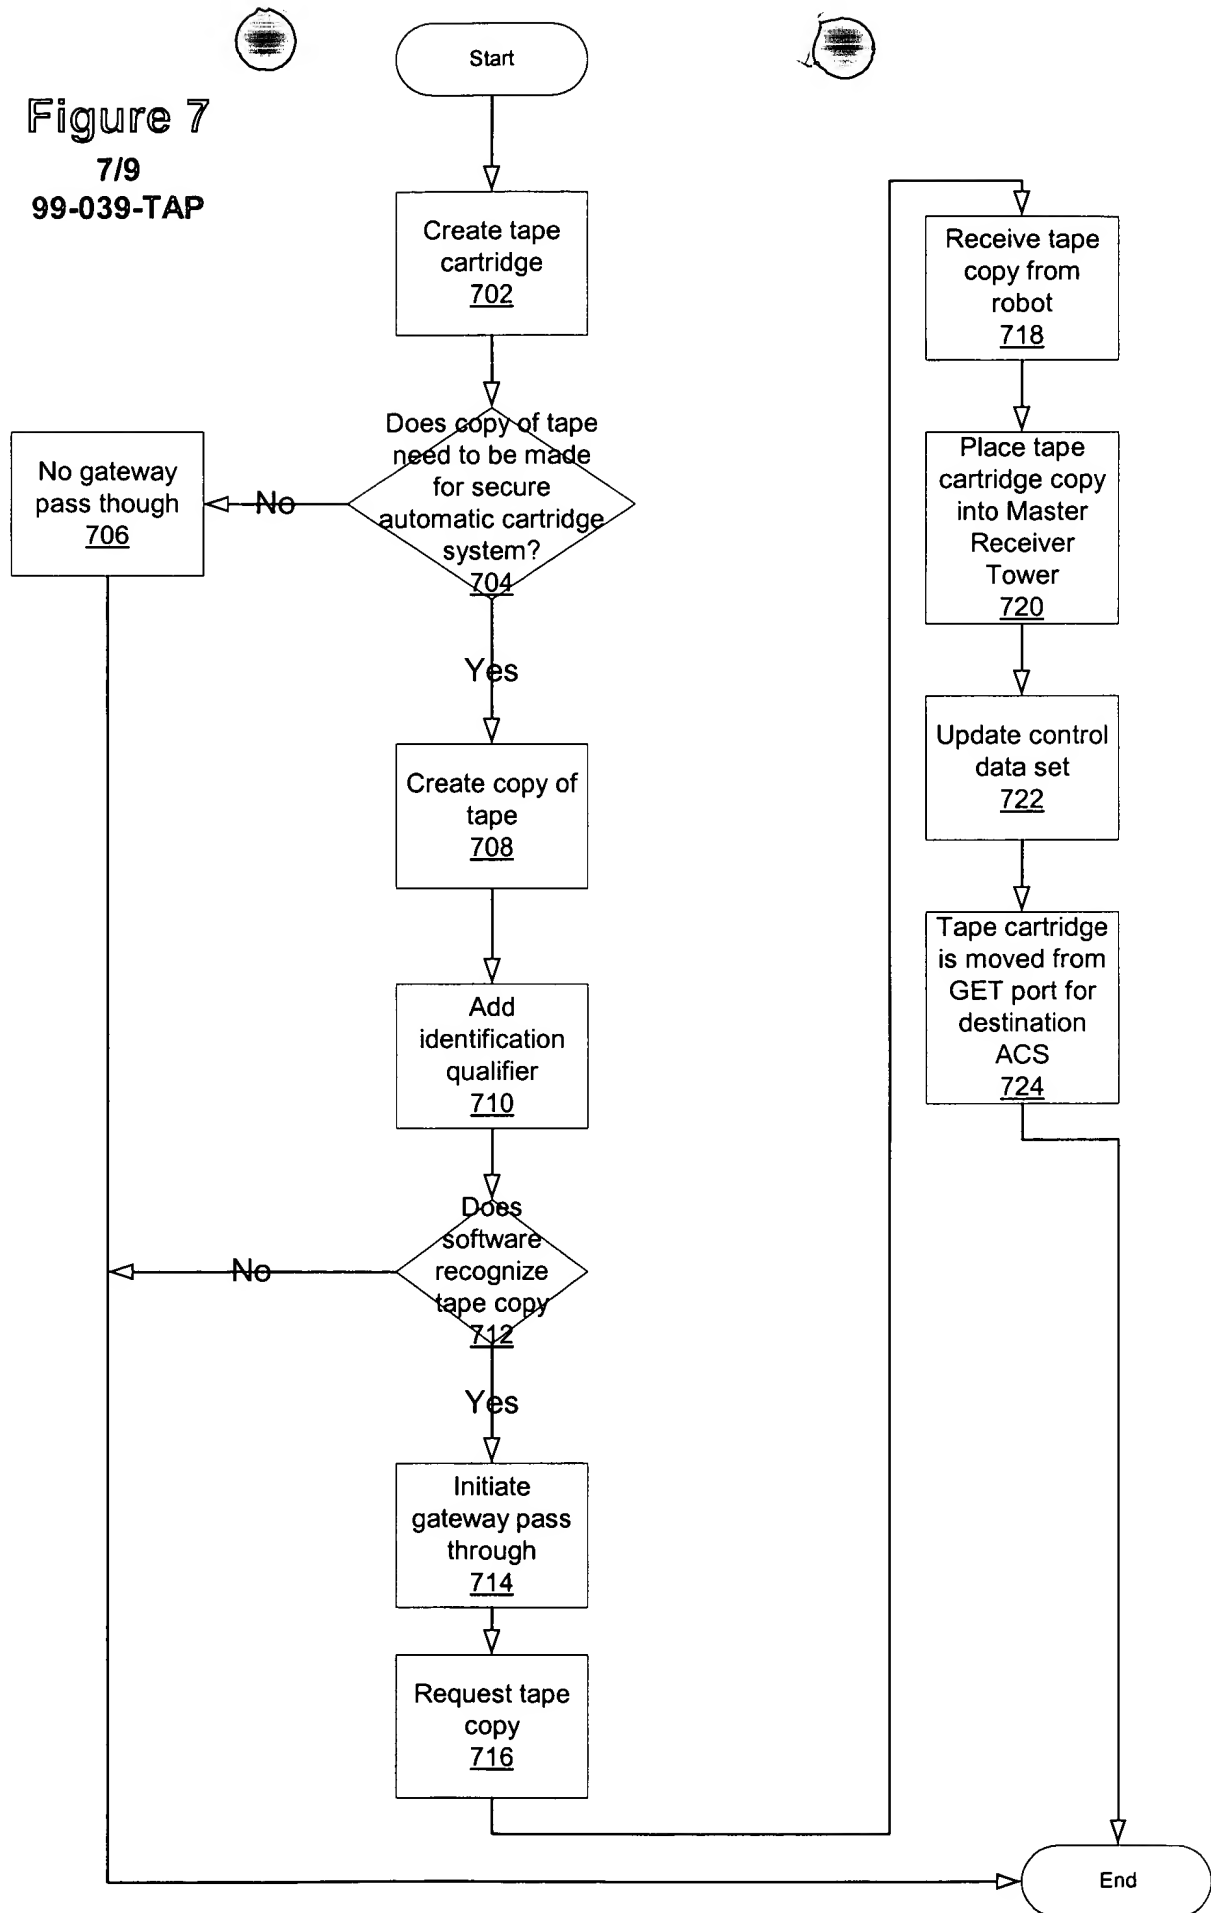 Figure 7
7/9
99-039-TAP
Start
Create tape
cartridge
702
Does copy of tape
need to be made
for secure
automatic cartridge
system?
704
No
No gateway
pass though
706
Yes
Create copy of
tape
708
Add
identification
qualifier
710
Does
software
recognize
tape copy
712
No
Yes
Initiate
gateway pass
through
714
Request tape
copy
716
Receive tape
copy from
robot
718
Place tape
cartridge copy
into Master
Receiver
Tower
720
Update control
data set
722
Tape cartridge
is moved from
GET port for
destination
ACS
724
End